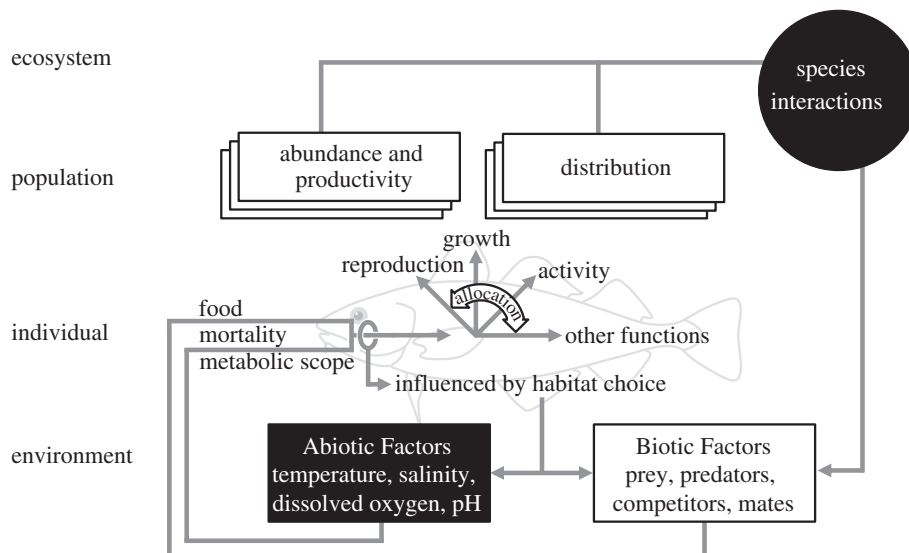 ecosystem
species
interactions
population
abundance and
productivity
distribution
growth
reproduction
activity
allocation
individual
food
mortality
metabolic scope
other functions
influenced by habitat choice
environment
Abiotic Factors
temperature, salinity,
dissolved oxygen, pH
Biotic Factors
prey, predators,
competitors, mates